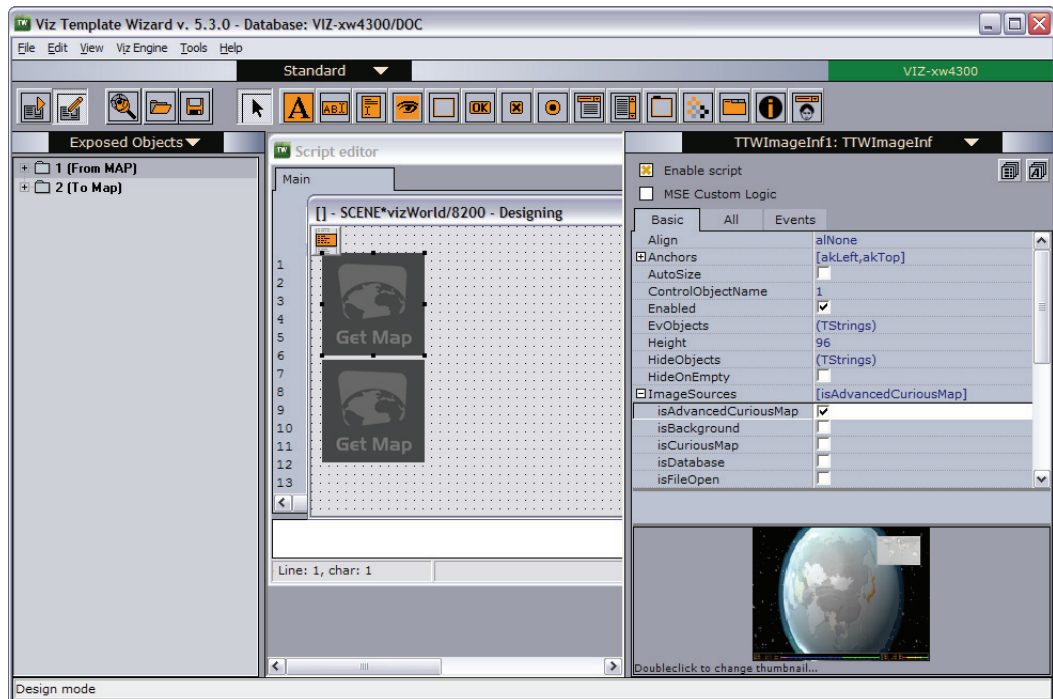 Viz Template Wizard v. 5.3.0 - Database: VIZ-xw4300/DOC
File Edit View Viz Engine Tools Help
Standard
VIZ-xw4300
A
ABI
OK
Exposed Objects
1 (From MAP)
2 (To Map)
Script editor
Main
[] - SCENE*vizWorld/8200 - Designing
1
2
3
4
5
6
7
8
9
10
11
12
13
Get Map
Get Map
Line: 1, char: 1
TTWImageInf1: TTWImageInf
Enable script
MSE Custom Logic
Basic All Events
Align alNone
Anchors [akLeft,akTop]
AutoSize
ControlObjectName 1
Enabled
EvObjects (TStrings)
Height 96
HideObjects (TStrings)
HideOnEmpty
ImageSources [isAdvancedCuriousMap]
isAdvancedCuriousMap
isBackground
isCuriousMap
isDatabase
isFileOpen
Doubleclick to change thumbnail...
Design mode